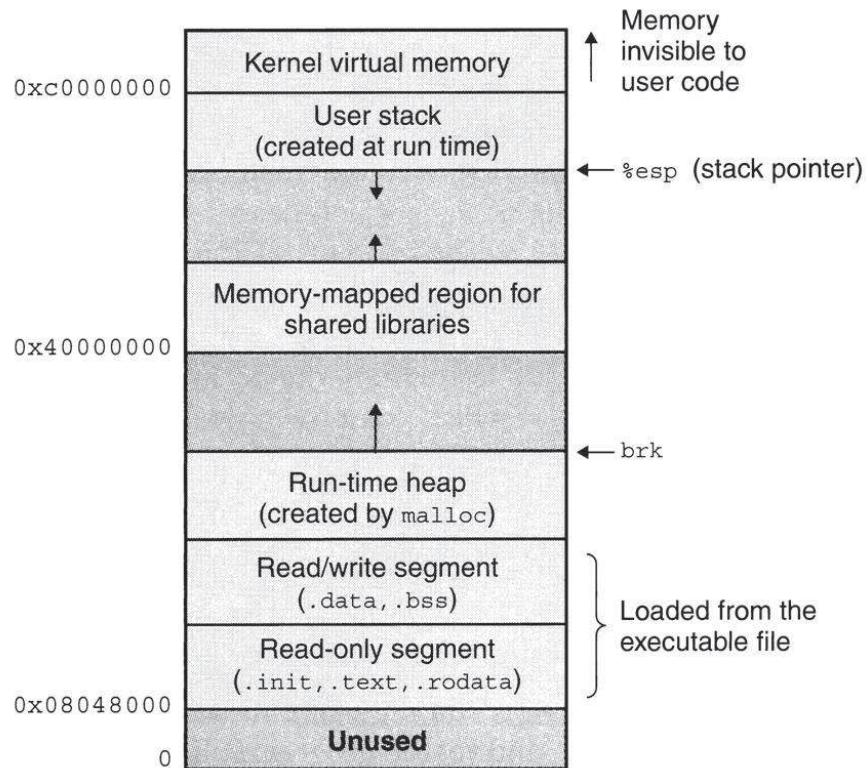 Kernel virtual memory
Memory
invisible to
user code
0xc0000000
User stack
(created at run time)
%esp (stack pointer)
Memory-mapped region for
shared libraries
0x40000000
brk
Run-time heap
(created by malloc)
Read/write segment
(.data,.bss)
Loaded from the
executable file
Read-only segment
(.init,.text,.rodata)
0x08048000
Unused
0